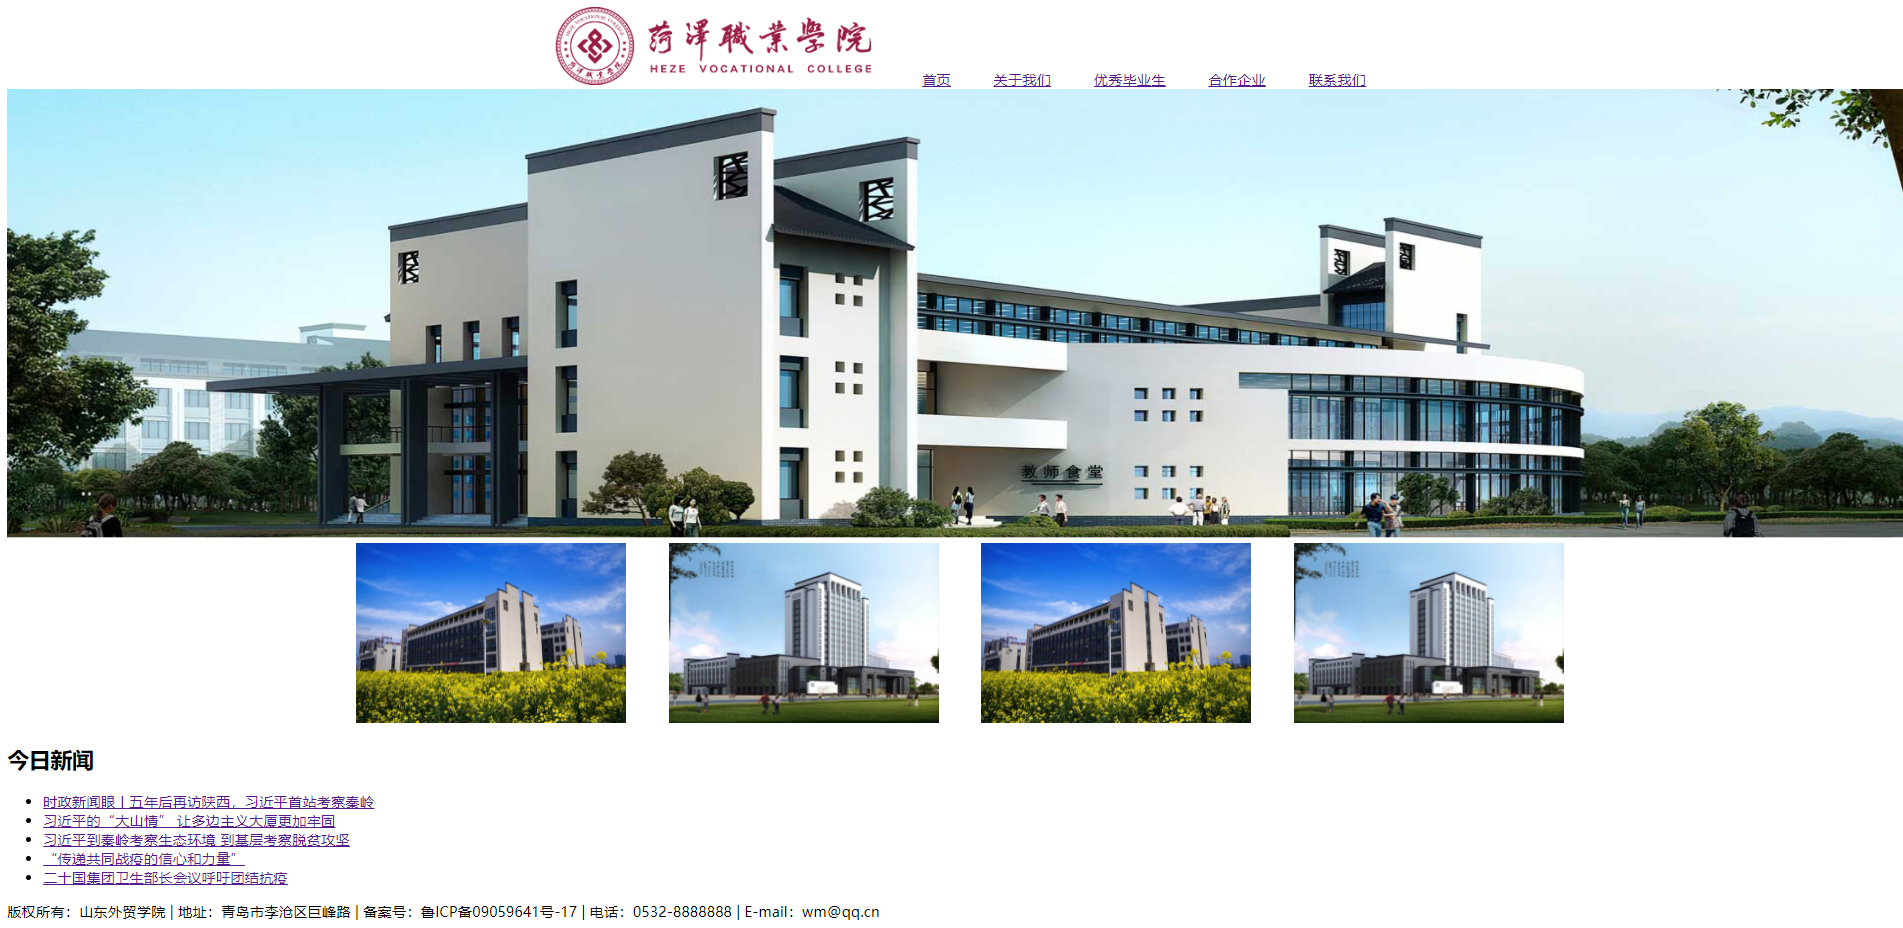 菏澤職業學院
HEZE VOCATIONAL COLLEGE
首页 关于我们 优秀毕业生 合作企业 联系我们
教师食堂
今日新闻
时政新闻眼丨五年后再访陕西，习近平首站考察秦岭
习近平的“大山情” 让多边主义大厦更加牢固
习近平到秦岭考察生态环境 到基层考察脱贫攻坚
“传递共同战疫的信心和力量”
二十国集团卫生部长会议呼吁团结抗疫
版权所有：山东外贸学院 | 地址：青岛市李沧区巨峰路 | 备案号：鲁ICP备09059641号-17 | 电话：0532-8888888 | E-mail：wm@qq.cn